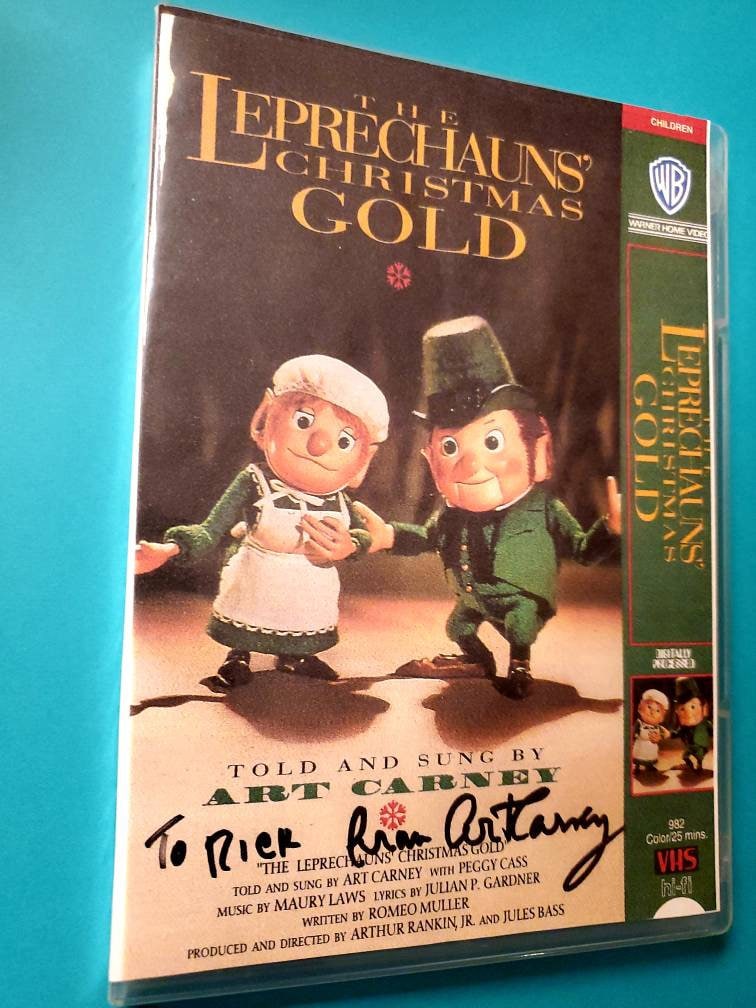 THE
LEPRECHAUNS'
CHRISTMAS
GOLD
TOLD AND SUNG BY
ART CARNEY
To RICK From Art Carney
"THE LEPRECHAUNS' CHRISTMAS GOLD"
TOLD AND SUNG BY ART CARNEY WITH PEGGY CASS
MUSIC BY MAURY LAWS LYRICS BY JULIAN P. GARDNER
WRITTEN BY ROMEO MULLER
PRODUCED AND DIRECTED BY ARTHUR RANKIN, JR. AND JULES BASS
CHILDREN
WB
WARNER HOME VIDEO
THE
LEPRECHAUNS'
CHRISTMAS
GOLD
DIGITALLY
PROCESSED
982
Color/25 mins.
VHS
hi-fi